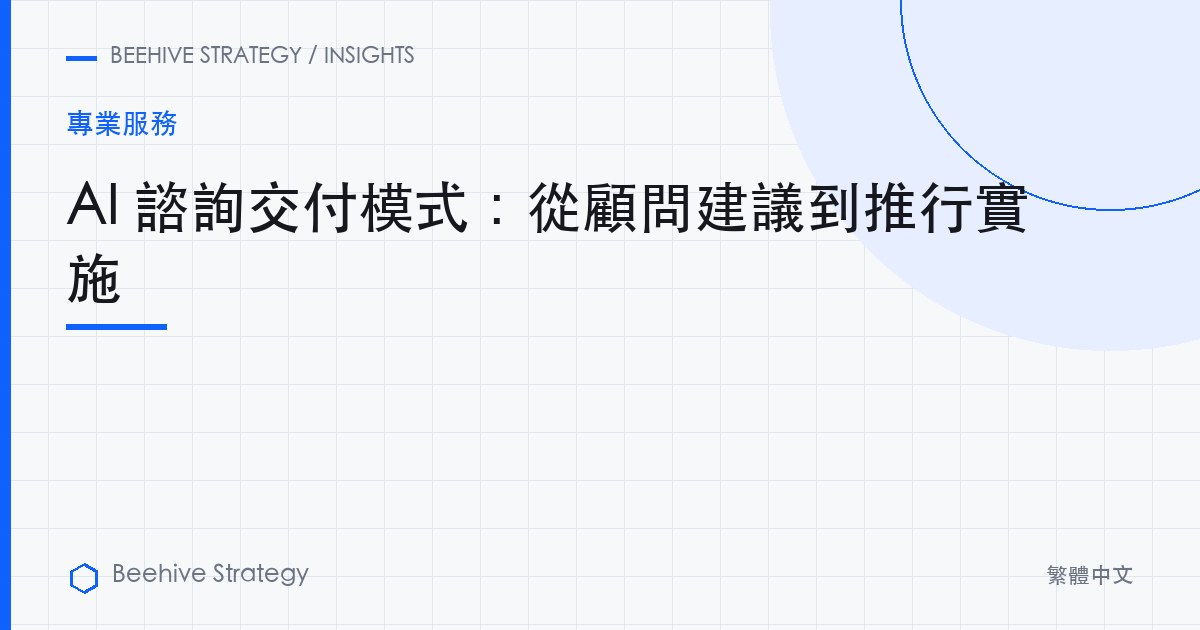 BEEHIVE STRATEGY / INSIGHTS
專業服務
AI 諮詢交付模式：從顧問建議到推行實
施
Beehive Strategy
繁體中文